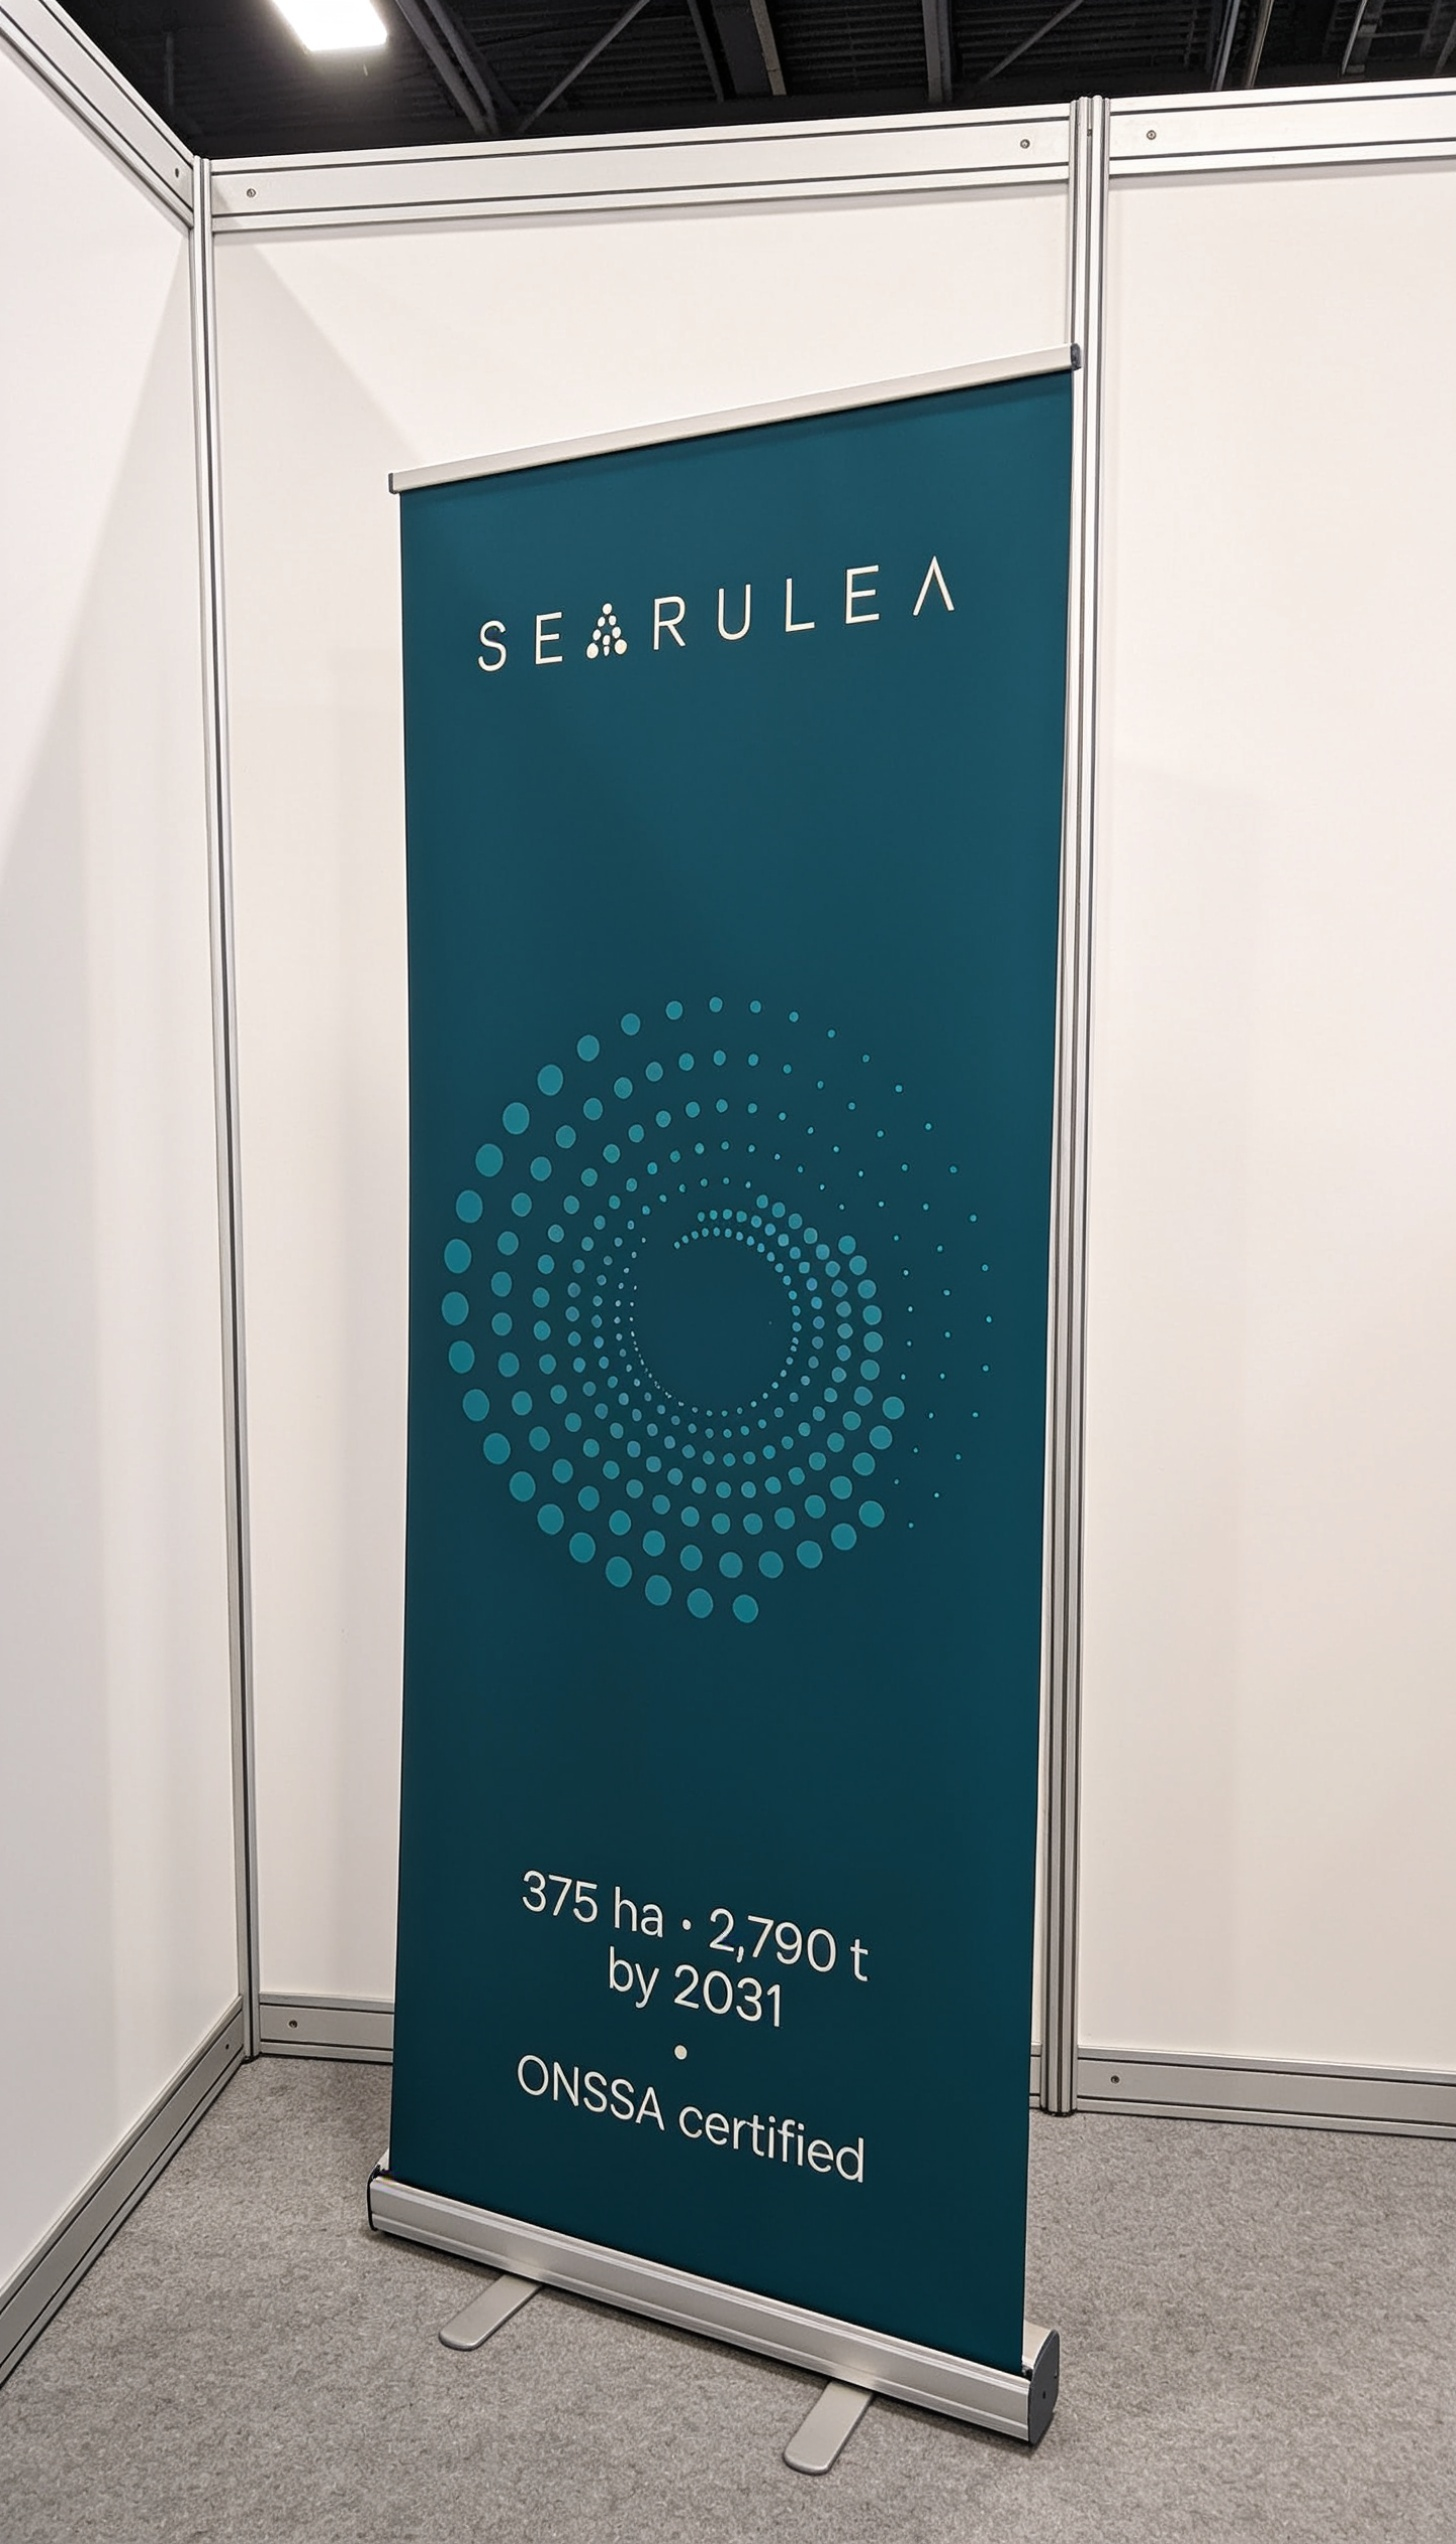 SEARULEA
375 ha · 2,790 t
by 2031
•
ONSSA certified